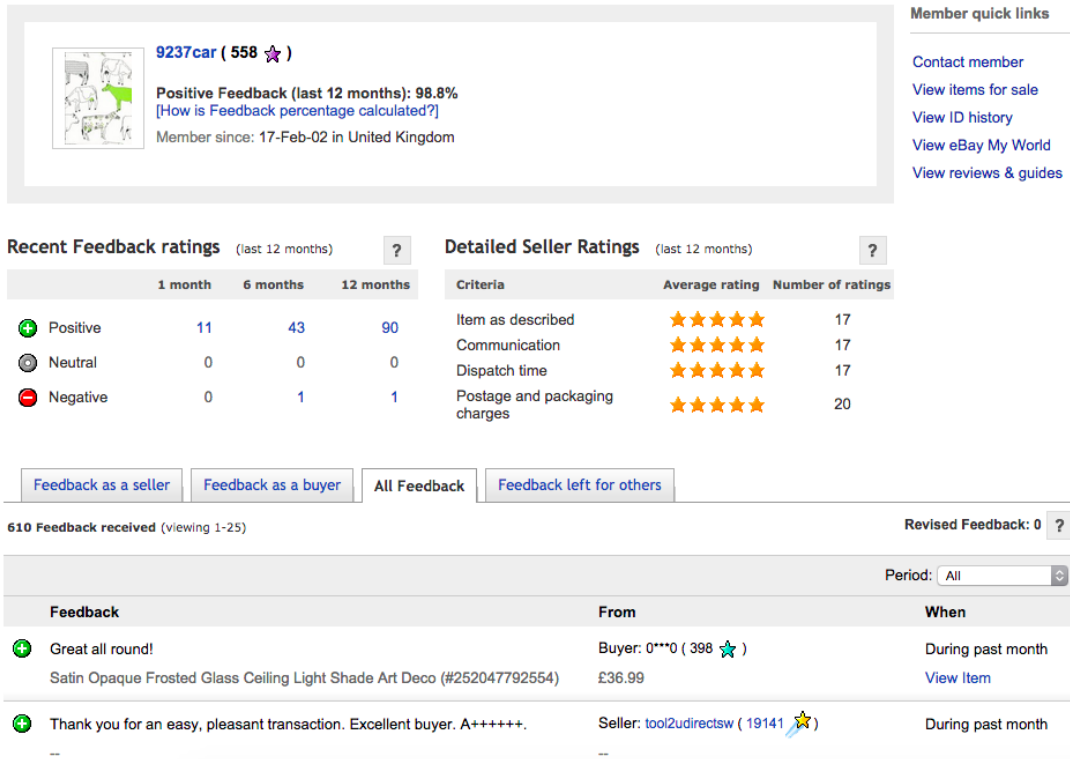 Member quick links
9237car ( 558 )
Positive Feedback (last 12 months): 98.8%
[How is Feedback percentage calculated?]
Member since: 17-Feb-02 in United Kingdom
Contact member
View items for sale
View ID history
View eBay My World
View reviews & guides
Recent Feedback ratings (last 12 months) ?
1 month 6 months 12 months
Positive 11 43 90
Neutral 0 0 0
Negative 0 1 1
Detailed Seller Ratings (last 12 months) ?
Criteria Average rating Number of ratings
Item as described 17
Communication 17
Dispatch time 17
Postage and packaging
charges 20
Feedback as a seller Feedback as a buyer All Feedback Feedback left for others
610 Feedback received (viewing 1-25) Revised Feedback: 0 ?
Period: All
Feedback From When
Great all round! Buyer: 0***0 ( 398 ) During past month
Satin Opaque Frosted Glass Ceiling Light Shade Art Deco (#252047792554) £36.99 View Item
Thank you for an easy, pleasant transaction. Excellent buyer. A++++++. Seller: tool2udirectsw ( 19141 ) During past month
-- --